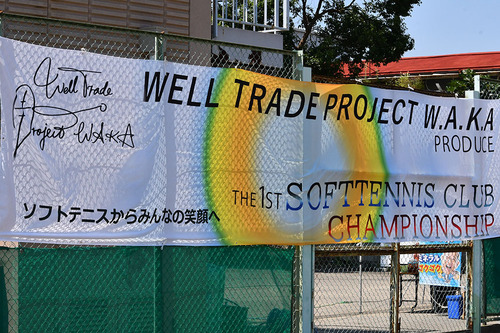 Well Trade
Project W.A.K.A
WELL TRADE PROJECT W.A.K.A
PRODUCE
THE 1ST SOFTTENNIS CLUB
CHAMPIONSHIP
ソフトテニスからみんなの笑顔へ